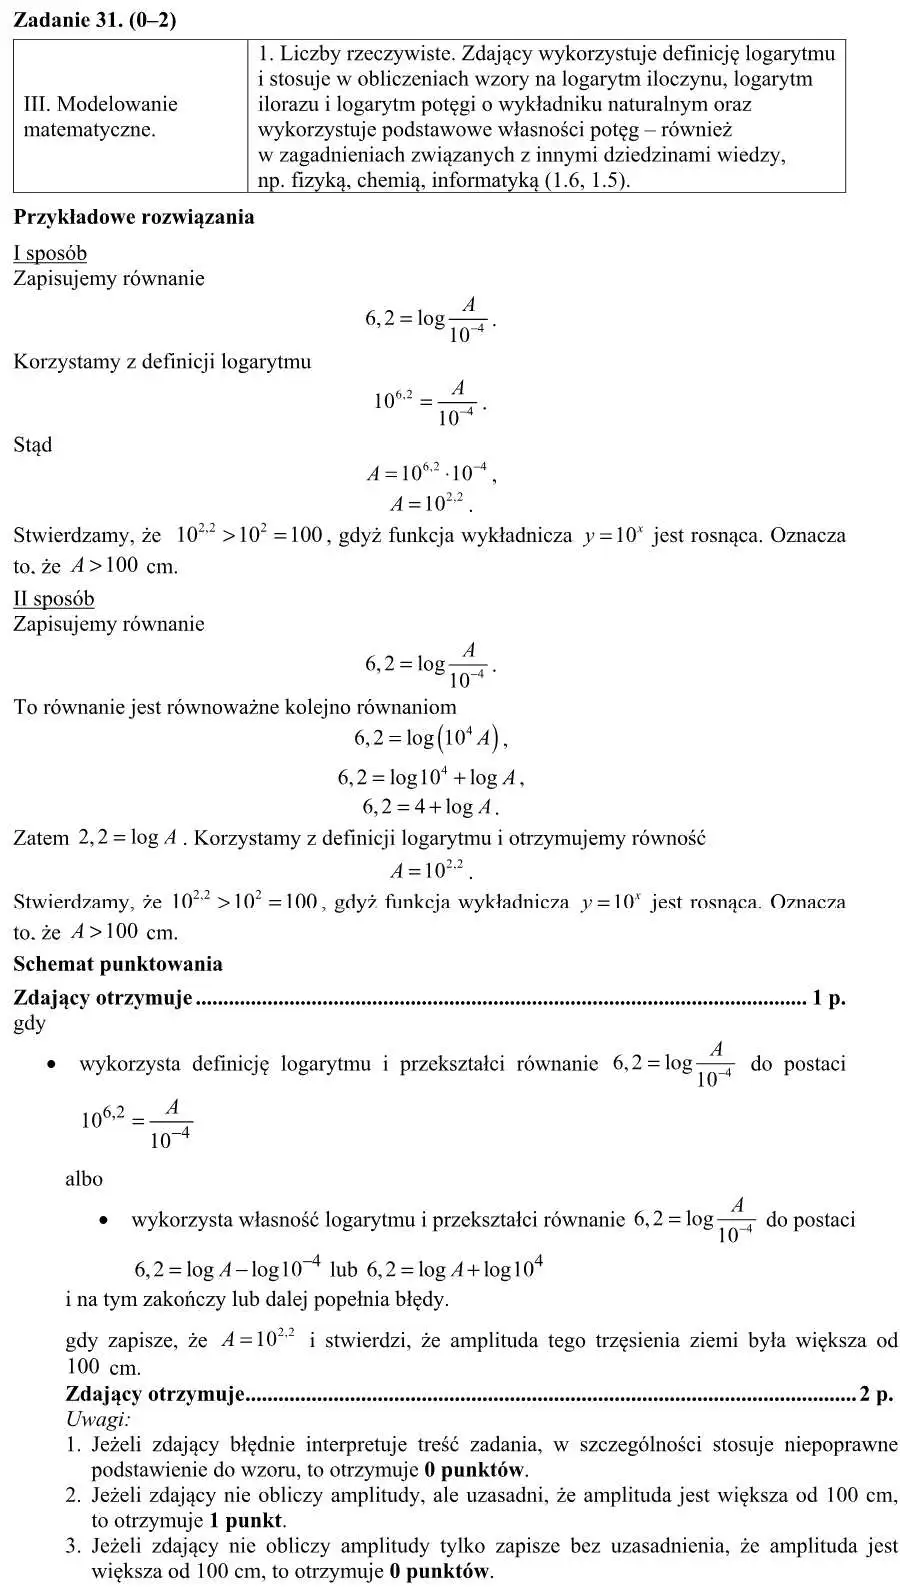 Zadanie 31. (0–2)
III. Modelowanie
matematyczne.
1. Liczby rzeczywiste. Zdający wykorzystuje definicję logarytmu
i stosuje w obliczeniach wzory na logarytm iloczynu, logarytm
ilorazu i logarytm potęgi o wykładniku naturalnym oraz
wykorzystuje podstawowe własności potęg – również
w zagadnieniach związanych z innymi dziedzinami wiedzy,
np. fizyką, chemią, informatyką (1.6, 1.5).
Przykładowe rozwiązania
I sposób
Zapisujemy równanie
$6,2 = \log\frac{A}{10^{-4}}$.
Korzystamy z definicji logarytmu
$10^{6,2} = \frac{A}{10^{-4}}$.
Stąd
$A = 10^{6,2} \cdot 10^{-4}$,
$A = 10^{2,2}$.
Stwierdzamy, że $10^{2,2} > 10^2 = 100$, gdyż funkcja wykładnicza $y = 10^x$ jest rosnąca. Oznacza
to, że $A > 100$ cm.
II sposób
Zapisujemy równanie
$6,2 = \log\frac{A}{10^{-4}}$.
To równanie jest równoważne kolejno równaniom
$6,2 = \log(10^4 A)$,
$6,2 = \log 10^4 + \log A$,
$6,2 = 4 + \log A$.
Zatem $2,2 = \log A$. Korzystamy z definicji logarytmu i otrzymujemy równość
$A = 10^{2,2}$.
Stwierdzamy, że $10^{2,2} > 10^2 = 100$, gdyż funkcja wykładnicza $y = 10^x$ jest rosnąca. Oznacza
to, że $A > 100$ cm.
Schemat punktowania
Zdający otrzymuje ............................................................ 1 p.
gdy
• wykorzysta definicję logarytmu i przekształci równanie $6,2 = \log\frac{A}{10^{-4}}$ do postaci
$10^{6,2} = \frac{A}{10^{-4}}$
albo
• wykorzysta własność logarytmu i przekształci równanie $6,2 = \log\frac{A}{10^{-4}}$ do postaci
$6,2 = \log A - \log 10^{-4}$ lub $6,2 = \log A + \log 10^4$
i na tym zakończy lub dalej popełnia błędy.
gdy zapisze, że $A = 10^{2,2}$ i stwierdzi, że amplituda tego trzęsienia ziemi była większa od
100 cm.
Zdający otrzymuje............................................................ 2 p.
Uwagi:
1. Jeżeli zdający błędnie interpretuje treść zadania, w szczególności stosuje niepoprawne
podstawienie do wzoru, to otrzymuje 0 punktów.
2. Jeżeli zdający nie obliczy amplitudy, ale uzasadni, że amplituda jest większa od 100 cm,
to otrzymuje 1 punkt.
3. Jeżeli zdający nie obliczy amplitudy tylko zapisze bez uzasadnienia, że amplituda jest
większa od 100 cm, to otrzymuje 0 punktów.